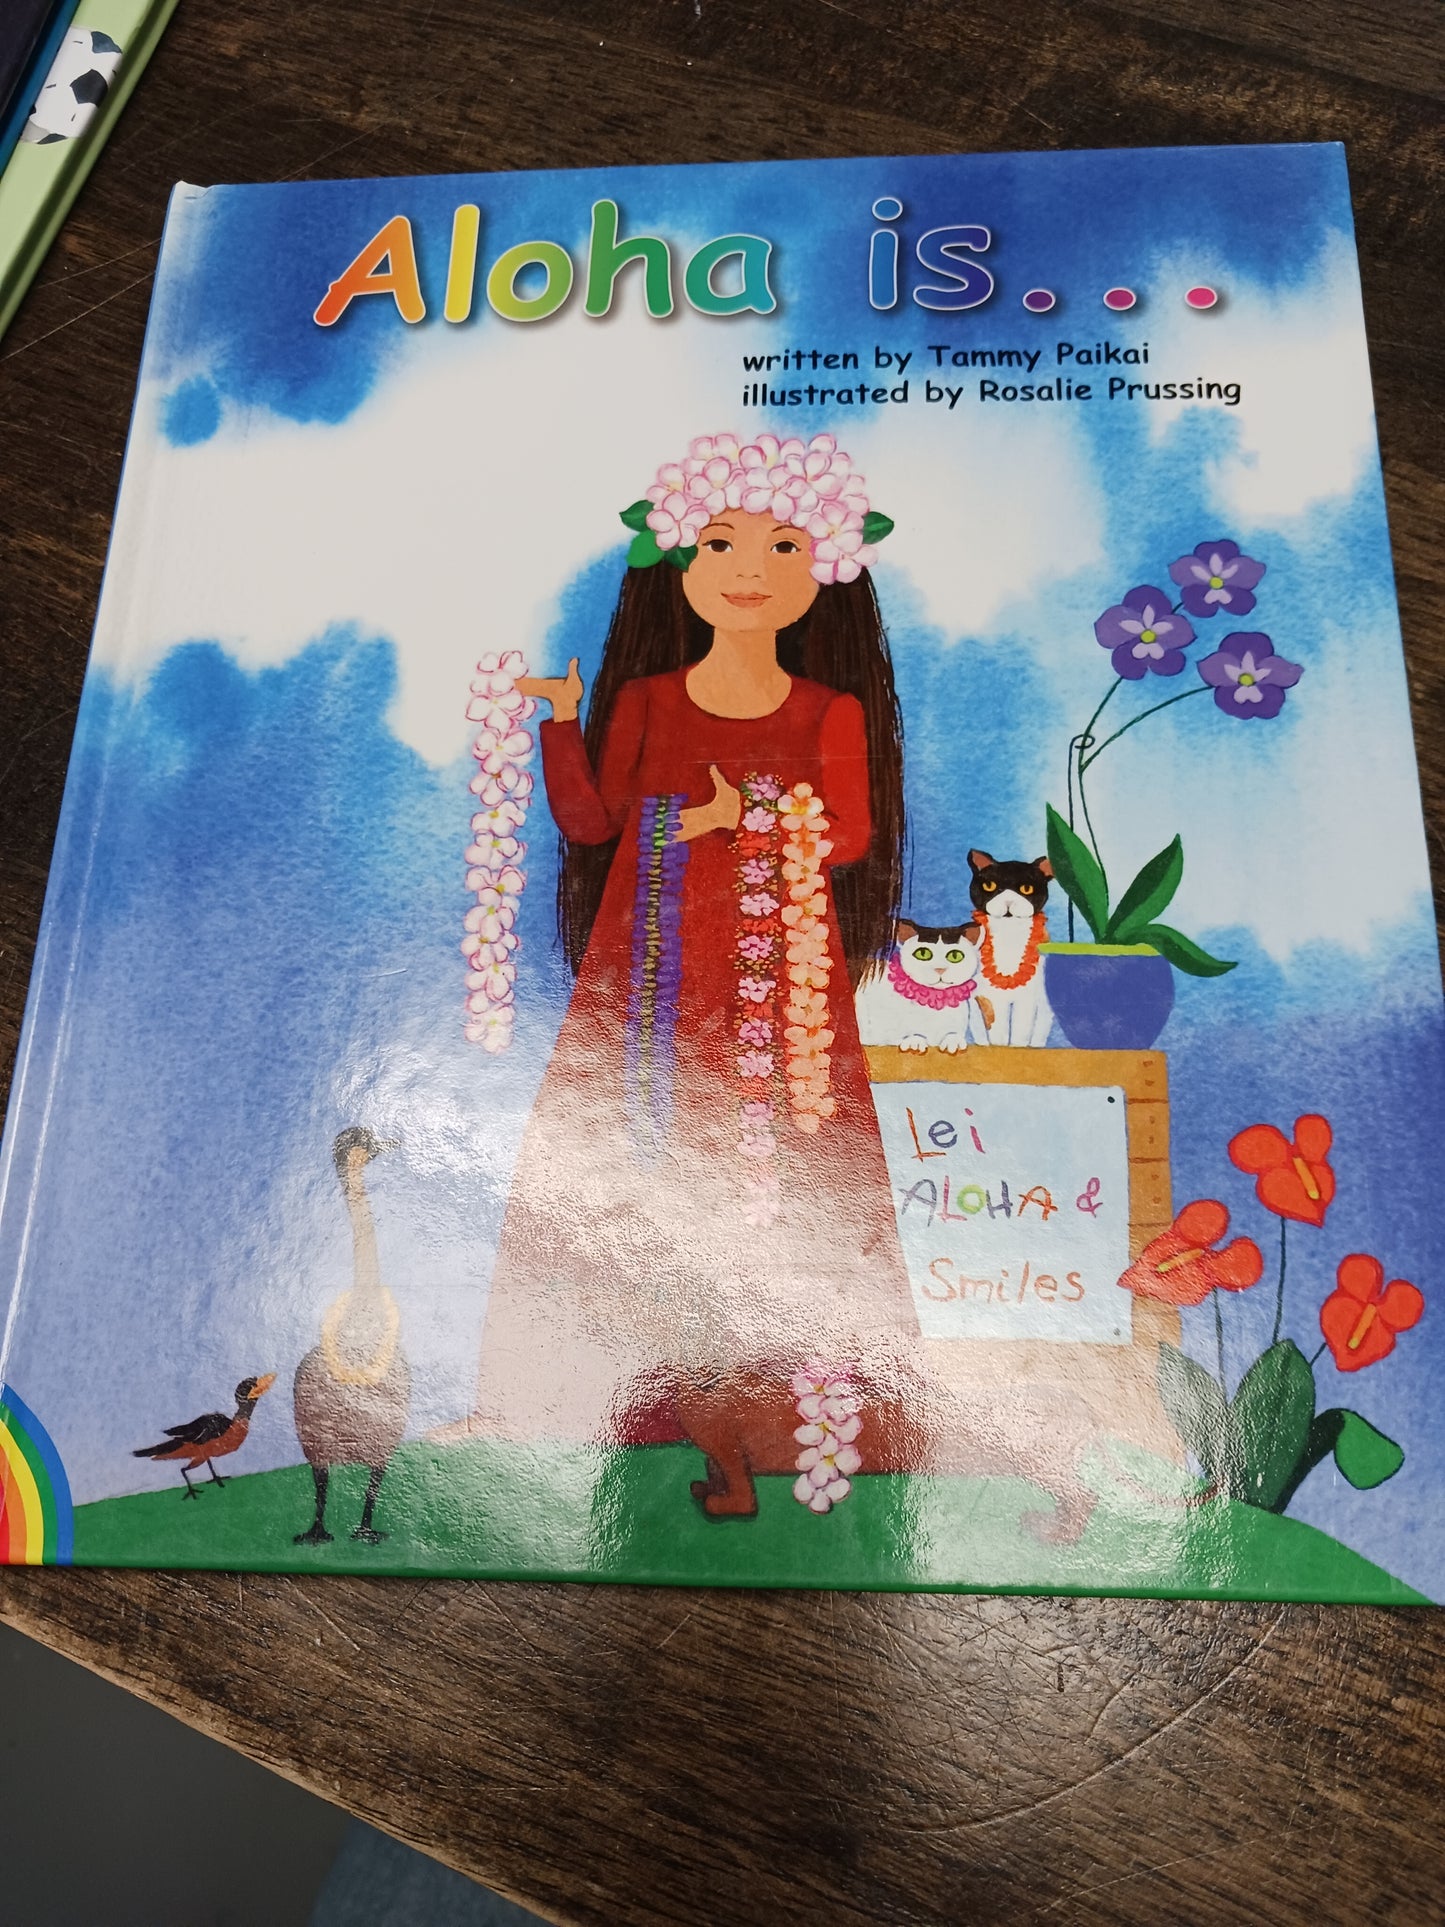 Aloha is...
written by Tammy Paikai
illustrated by Rosalie Prussing
Lei
ALOHA &
Smiles